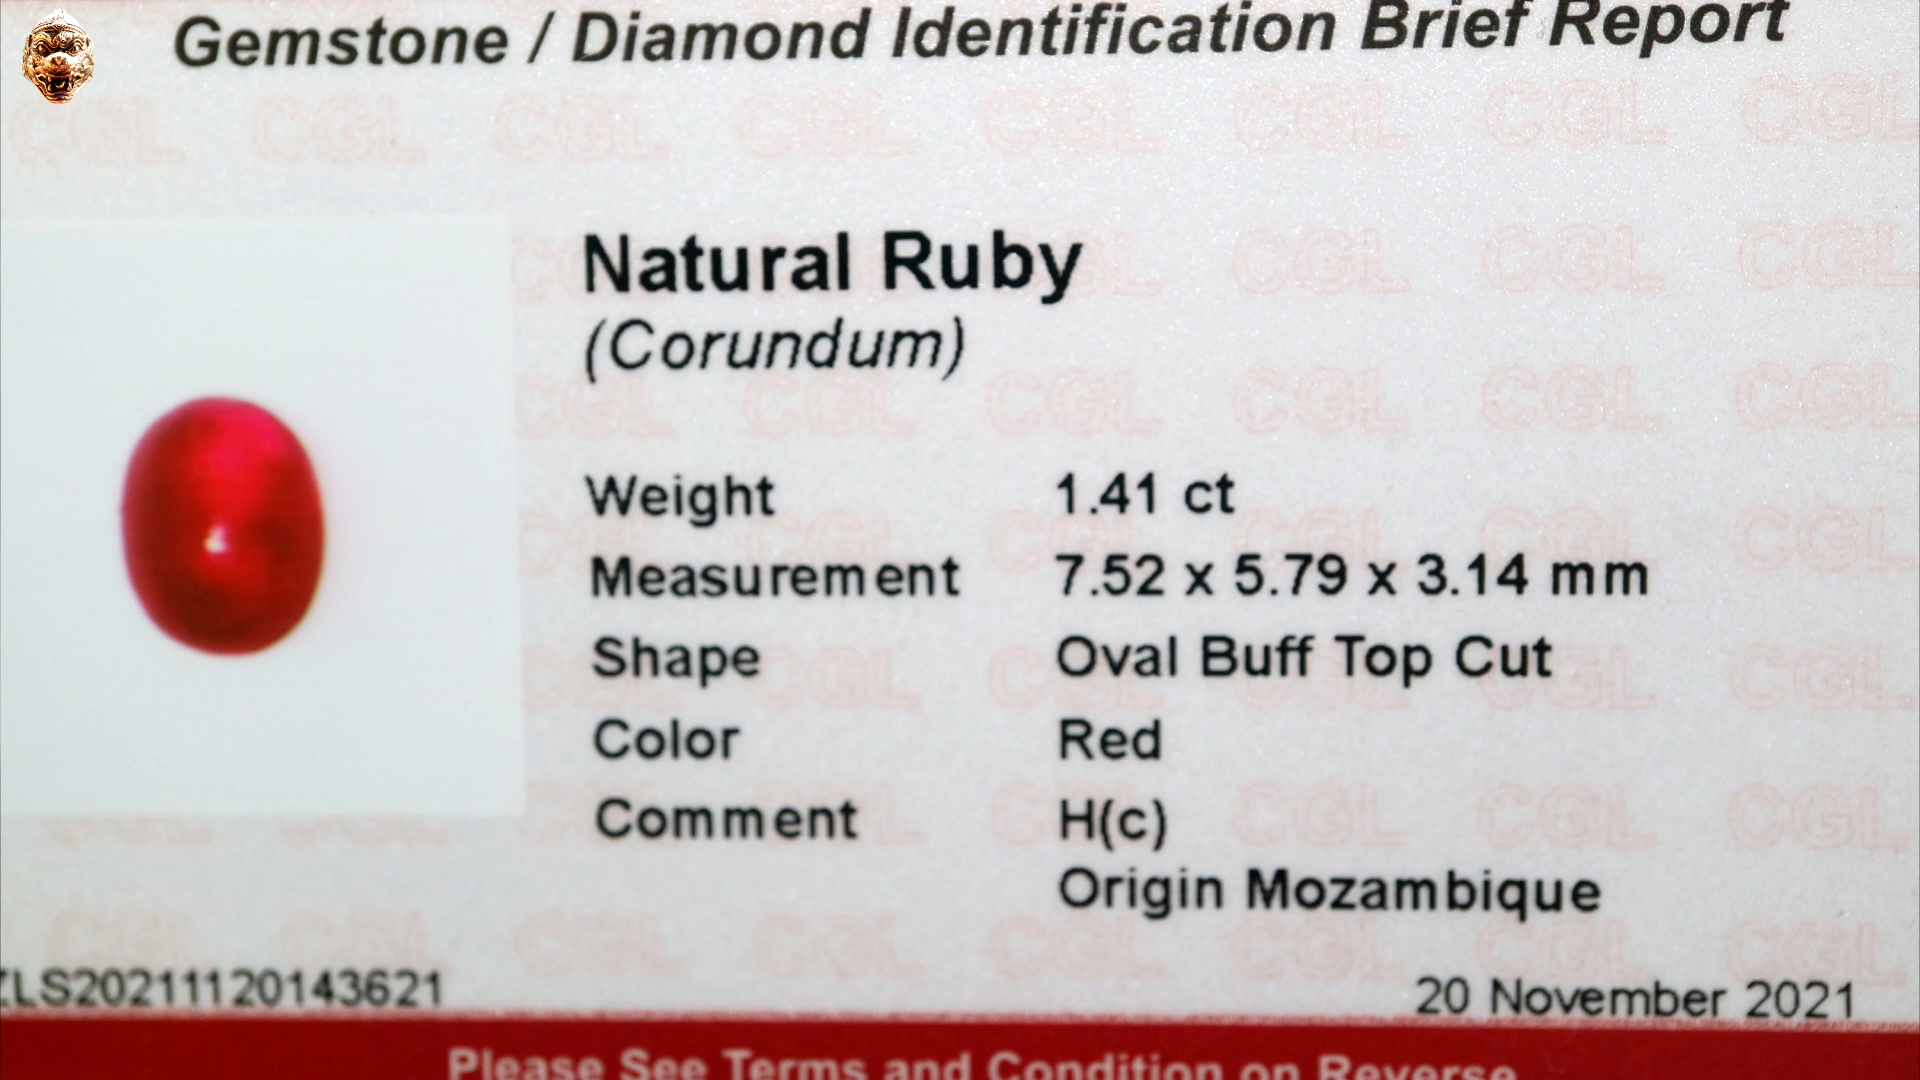 Gemstone / Diamond Identification Brief Report
Natural Ruby
(Corundum)
Weight 1.41 ct
Measurement 7.52 x 5.79 x 3.14 mm
Shape Oval Buff Top Cut
Color Red
Comment H(c)
Origin Mozambique
LS20211120143621 20 November 2021
Please See Terms and Condition on Reverse